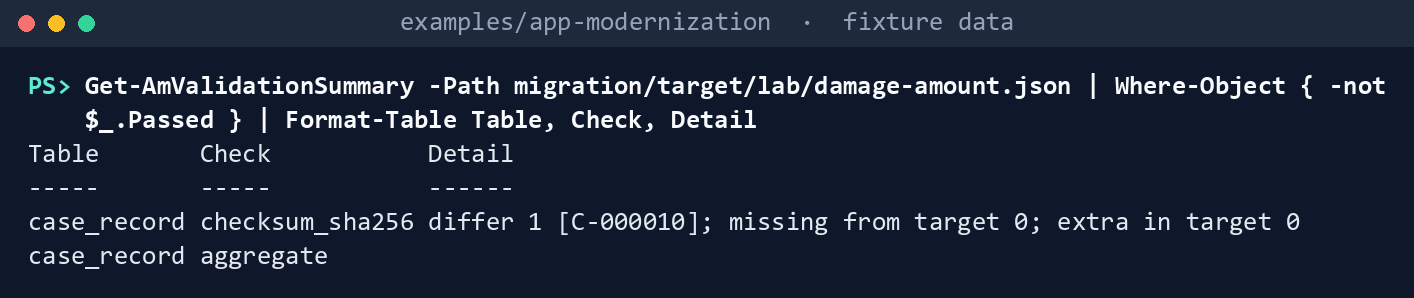 examples/app-modernization · fixture data
PS> Get-AmValidationSummary -Path migration/target/lab/damage-amount.json | Where-Object { -not
$_.Passed } | Format-Table Table, Check, Detail
Table Check Detail
----- ----- ------
case_record checksum_sha256 differ 1 [C-000010]; missing from target 0; extra in target 0
case_record aggregate